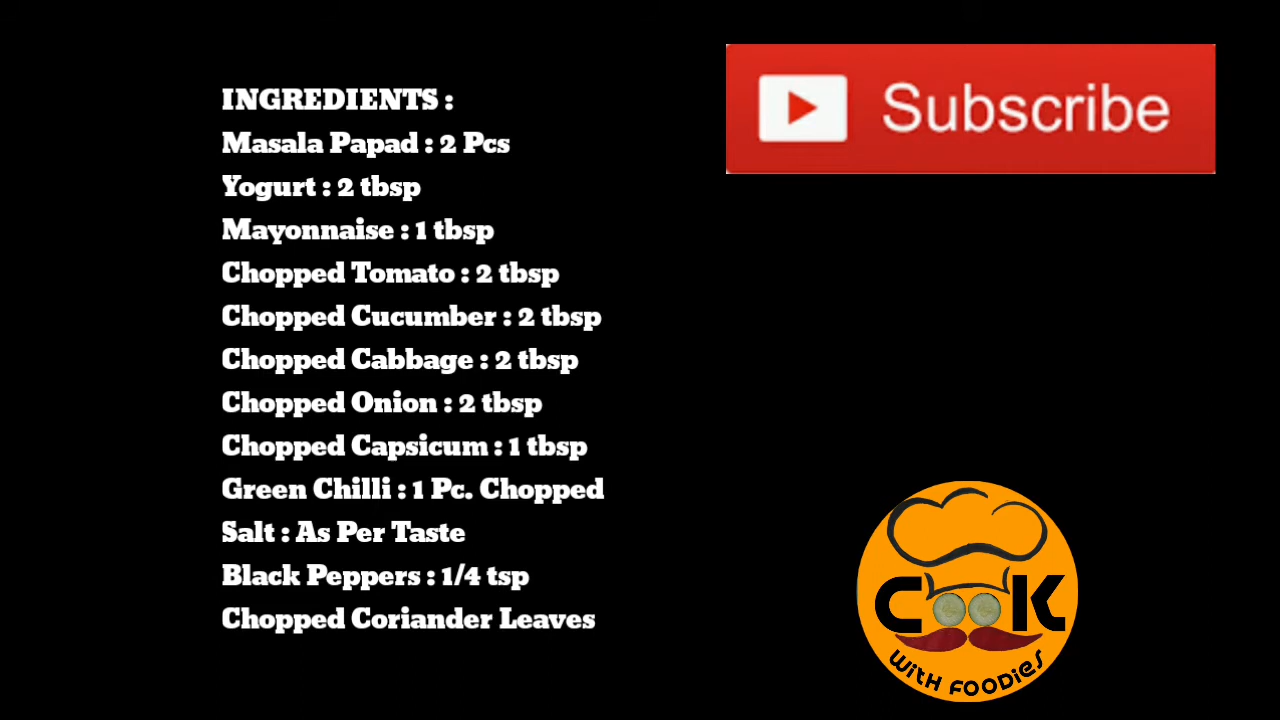 INGREDIENTS :
Masala Papad : 2 Pcs
Yogurt : 2 tbsp
Mayonnaise : 1 tbsp
Chopped Tomato : 2 tbsp
Chopped Cucumber : 2 tbsp
Chopped Cabbage : 2 tbsp
Chopped Onion : 2 tbsp
Chopped Capsicum : 1 tbsp
Green Chilli : 1 Pc. Chopped
Salt : As Per Taste
Black Peppers : 1/4 tsp
Chopped Coriander Leaves
Subscribe
COOK
WITH FOODIES